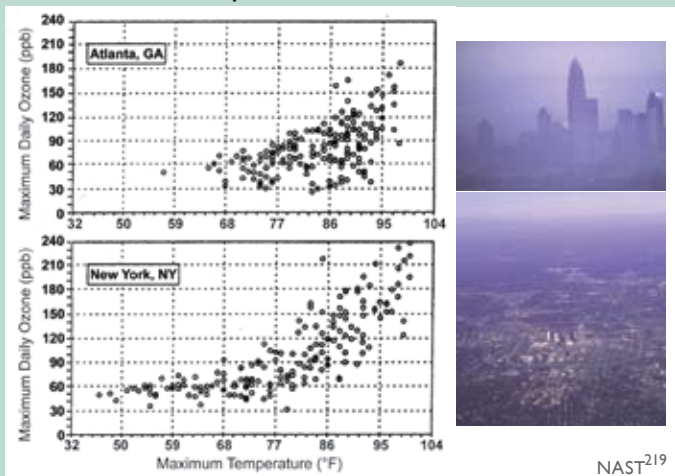 240
210
180
150
120
90
60
30
0
Maximum Daily Ozone (ppb)
Atlanta, GA
32 50 59 68 77 86 95 104
240
210
180
150
120
90
60
30
0
Maximum Daily Ozone (ppb)
New York, NY
32 50 59 68 77 86 95 104
Maximum Temperature (°F)
NAST219